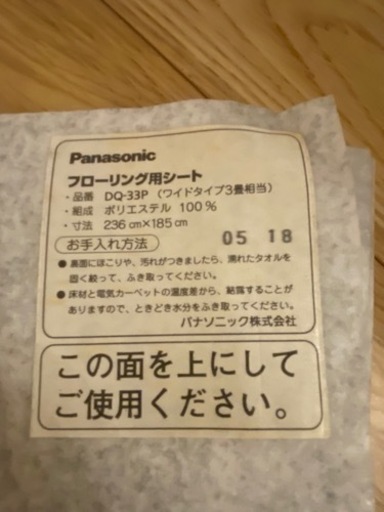 Panasonic
フローリング用シート
・品番 DQ-33P （ワイドタイプ3畳相当）
・組成 ポリエステル 100%
・寸法 236cm×185cm
お手入れ方法 05 18
●裏面にほこりや、汚れがつきましたら、濡れたタオルを
固く絞って、ふき取ってください。
●床材と電気カーペットの温度差から、結露することが
ありますので、ときどき水分をふき取ってください。
パナソニック株式会社
この面を上にして
ご使用ください。